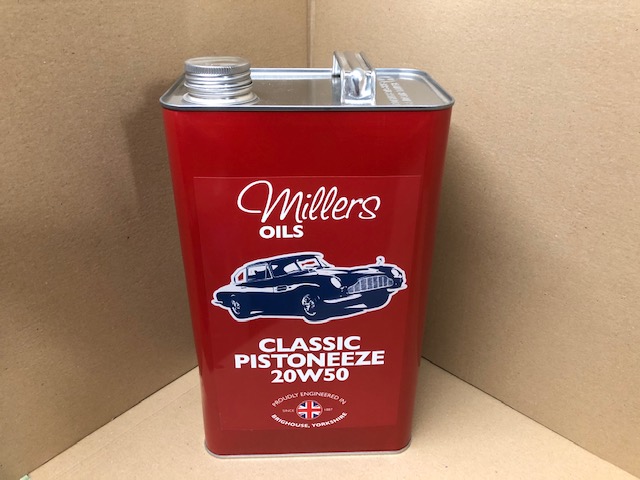 Millers
OILS
CLASSIC
PISTONEEZE
20W50
PROUDLY ENGINEERED IN
SINCE 1887
BRIGHOUSE, YORKSHIRE